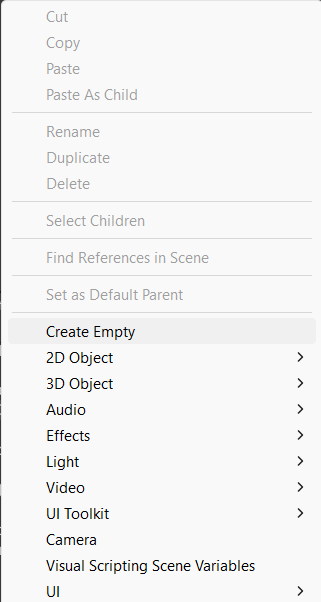 Cut
Copy
Paste
Paste As Child
Rename
Duplicate
Delete
Select Children
Find References in Scene
Set as Default Parent
Create Empty
2D Object
3D Object
Audio
Effects
Light
Video
UI Toolkit
Camera
Visual Scripting Scene Variables
UI